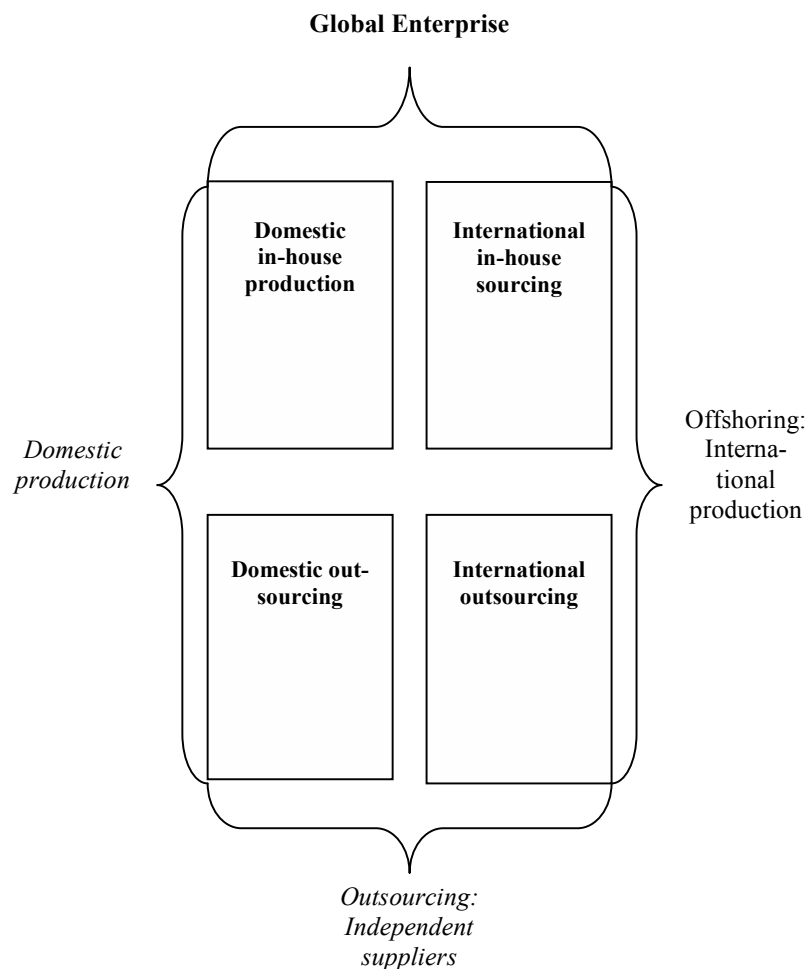 Global Enterprise
Domestic
in-house
production
International
in-house
sourcing
Domestic
production
Offshoring:
Interna-
tional
production
Domestic out-
sourcing
International
outsourcing
Outsourcing:
Independent
suppliers